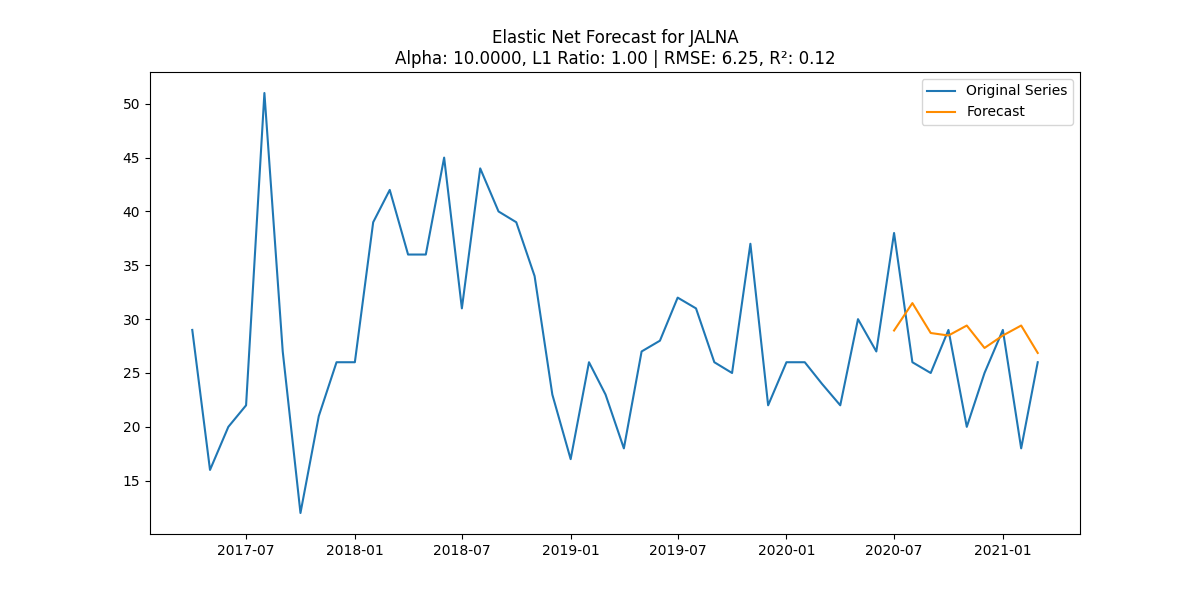 Elastic Net Forecast for JALNA
Alpha: 10.0000, L1 Ratio: 1.00 | RMSE: 6.25, R²: 0.12
Original Series
Forecast
50
45
40
35
30
25
20
15
2017-07 2018-01 2018-07 2019-01 2019-07 2020-01 2020-07 2021-01